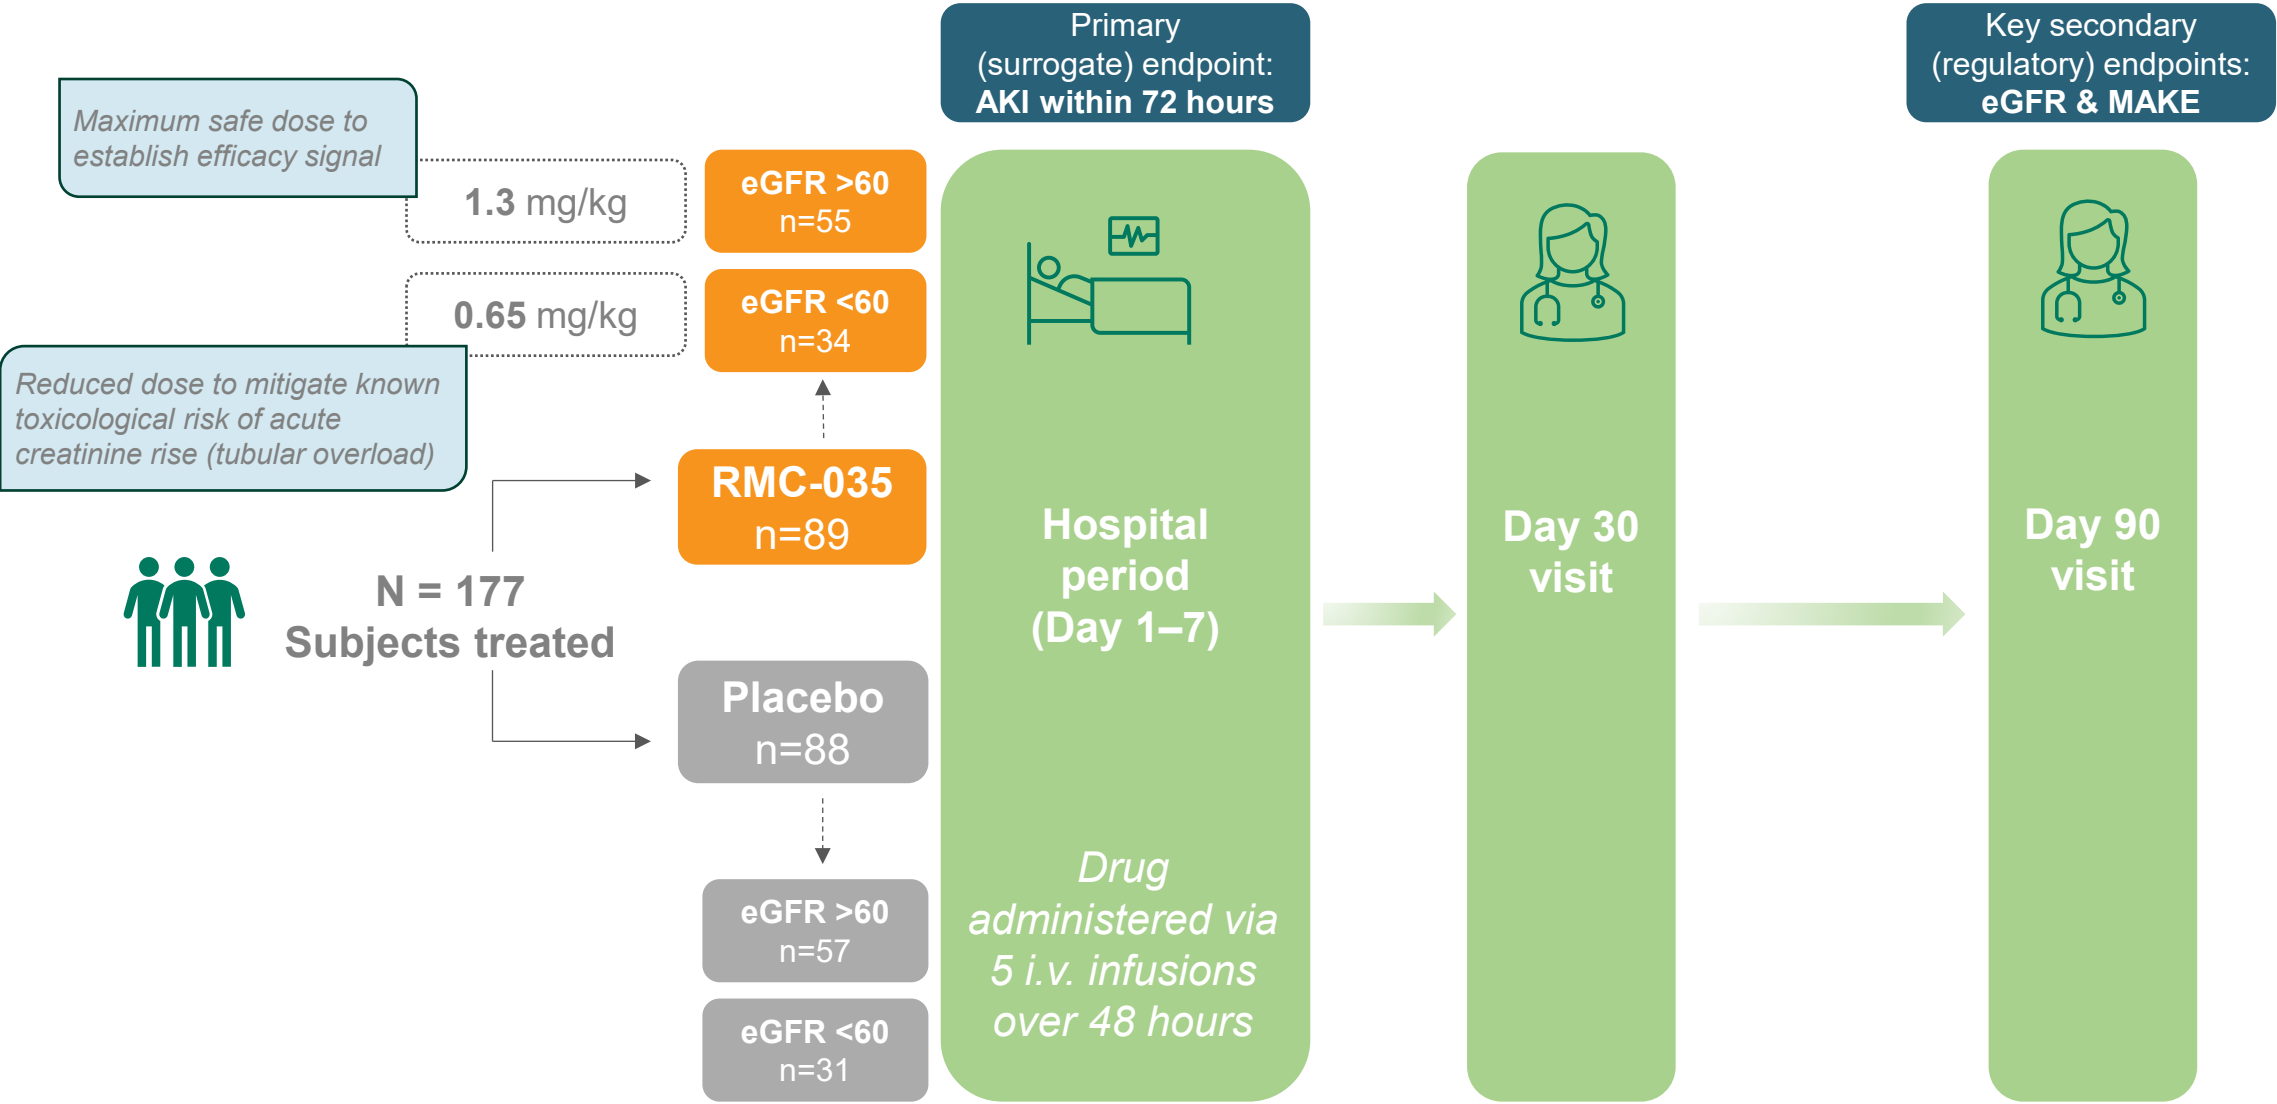 Primary
(surrogate) endpoint:
AKI within 72 hours
Key secondary
(regulatory) endpoints:
eGFR & MAKE
Maximum safe dose to
establish efficacy signal
1.3 mg/kg
eGFR >60
n=55
0.65 mg/kg
eGFR <60
n=34
Reduced dose to mitigate known
toxicological risk of acute
creatinine rise (tubular overload)
RMC-035
n=89
N = 177
Subjects treated
Placebo
n=88
eGFR >60
n=57
eGFR <60
n=31
Hospital
period
(Day 1–7)
Drug
administered via
5 i.v. infusions
over 48 hours
Day 30
visit
Day 90
visit